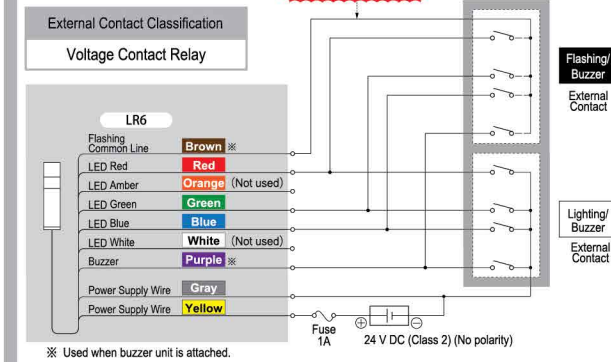 External Contact Classification
Voltage Contact Relay
LR6
Flashing
Common Line
Brown ※
LED Red
Red
LED Amber
Orange (Not used)
LED Green
Green
LED Blue
Blue
LED White
White (Not used)
Buzzer
Purple ※
Power Supply Wire
Gray
Power Supply Wire
Yellow
※ Used when buzzer unit is attached.
Fuse
1A
⊕ ⊖
24 V DC (Class 2) (No polarity)
Flashing/
Buzzer
External
Contact
Lighting/
Buzzer
External
Contact